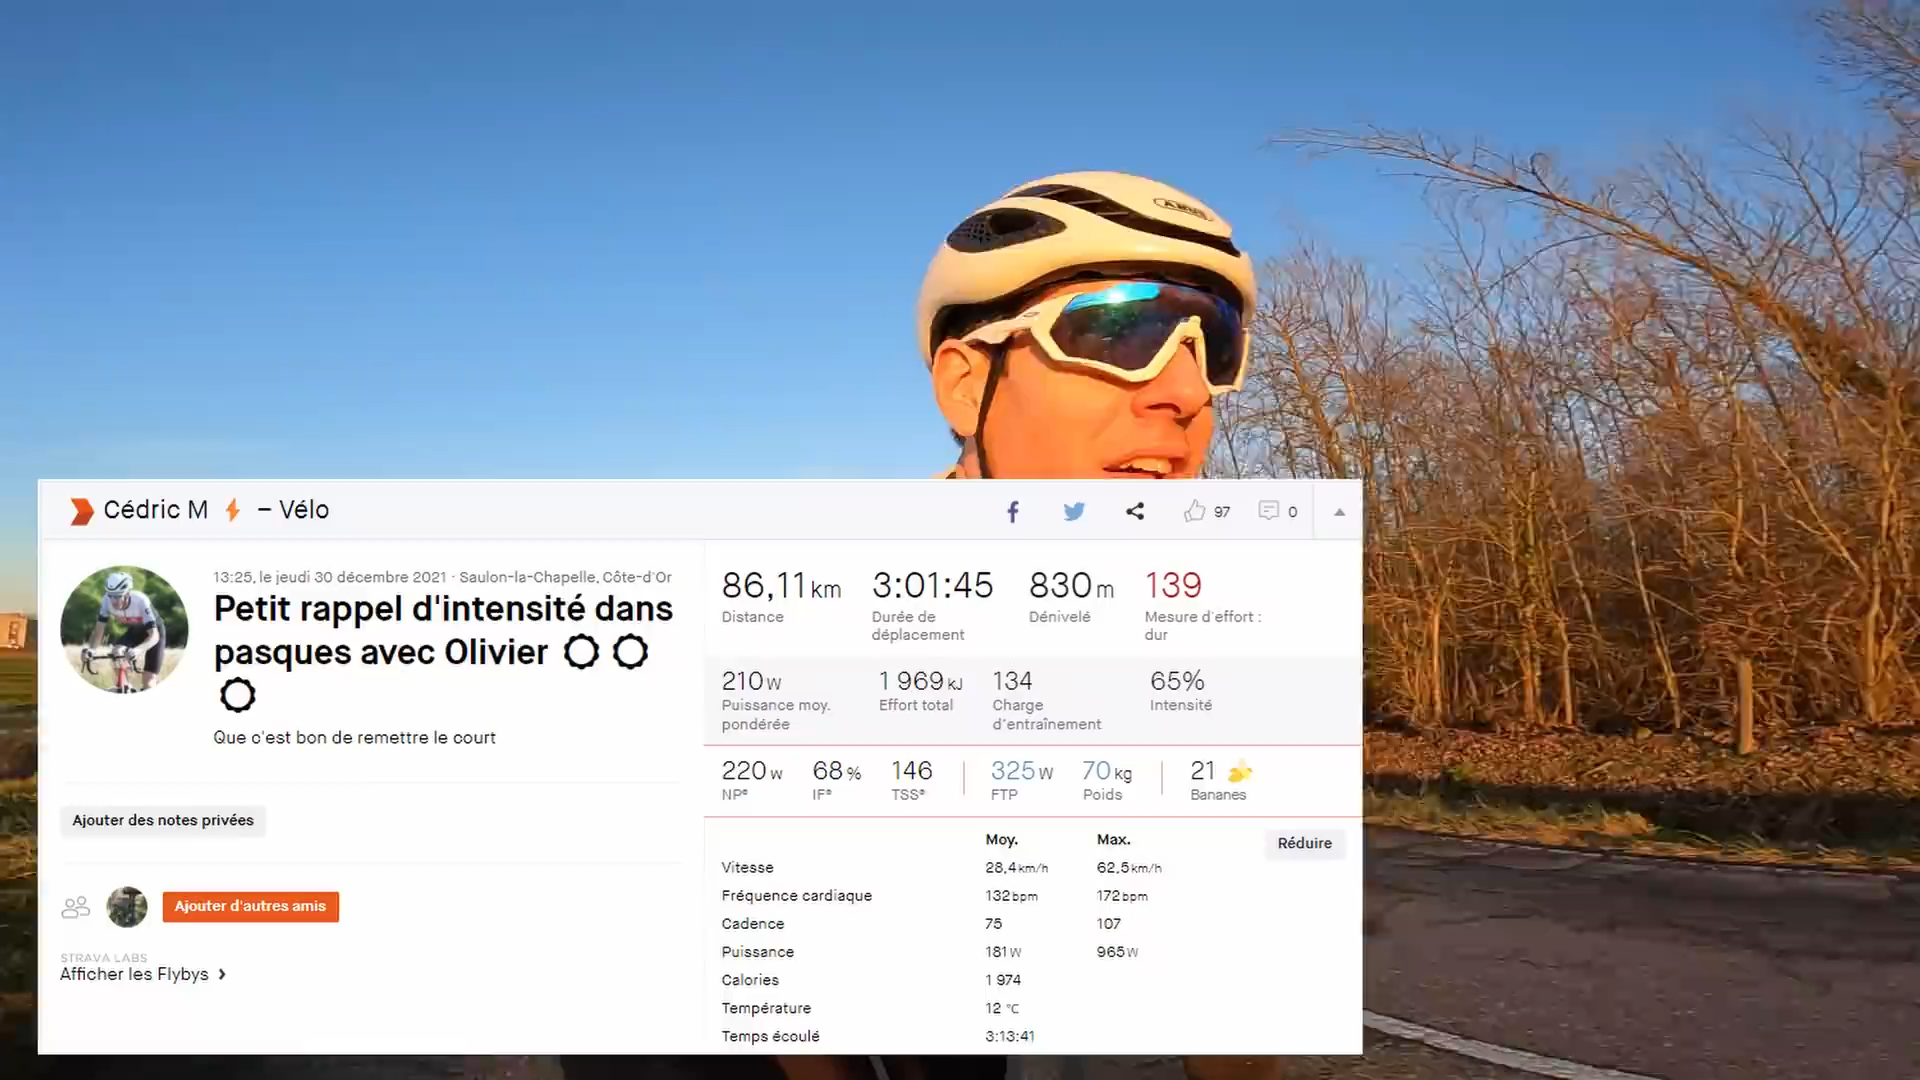 ABUS
Cédric M – Vélo
97
0
13:25, le jeudi 30 décembre 2021 · Saulon-la-Chapelle, Côte-d'Or
Petit rappel d'intensité dans
pasques avec Olivier
Que c'est bon de remettre le court
Ajouter des notes privées
Ajouter d'autres amis
STRAVA LABS
Afficher les Flybys
86,11 km 3:01:45 830 m 139
Distance Durée de déplacement Dénivelé Mesure d'effort : dur
210 W 1 969 kJ 134 65%
Puissance moy. pondérée Effort total Charge d'entraînement Intensité
220 W 68 % 146 325 W 70 kg 21
NP® IF® TSS® FTP Poids Bananes
Moy. Max. Réduire
Vitesse 28,4 km/h 62,5 km/h
Fréquence cardiaque 132 bpm 172 bpm
Cadence 75 107
Puissance 181 W 965 W
Calories 1 974
Température 12 °C
Temps écoulé 3:13:41